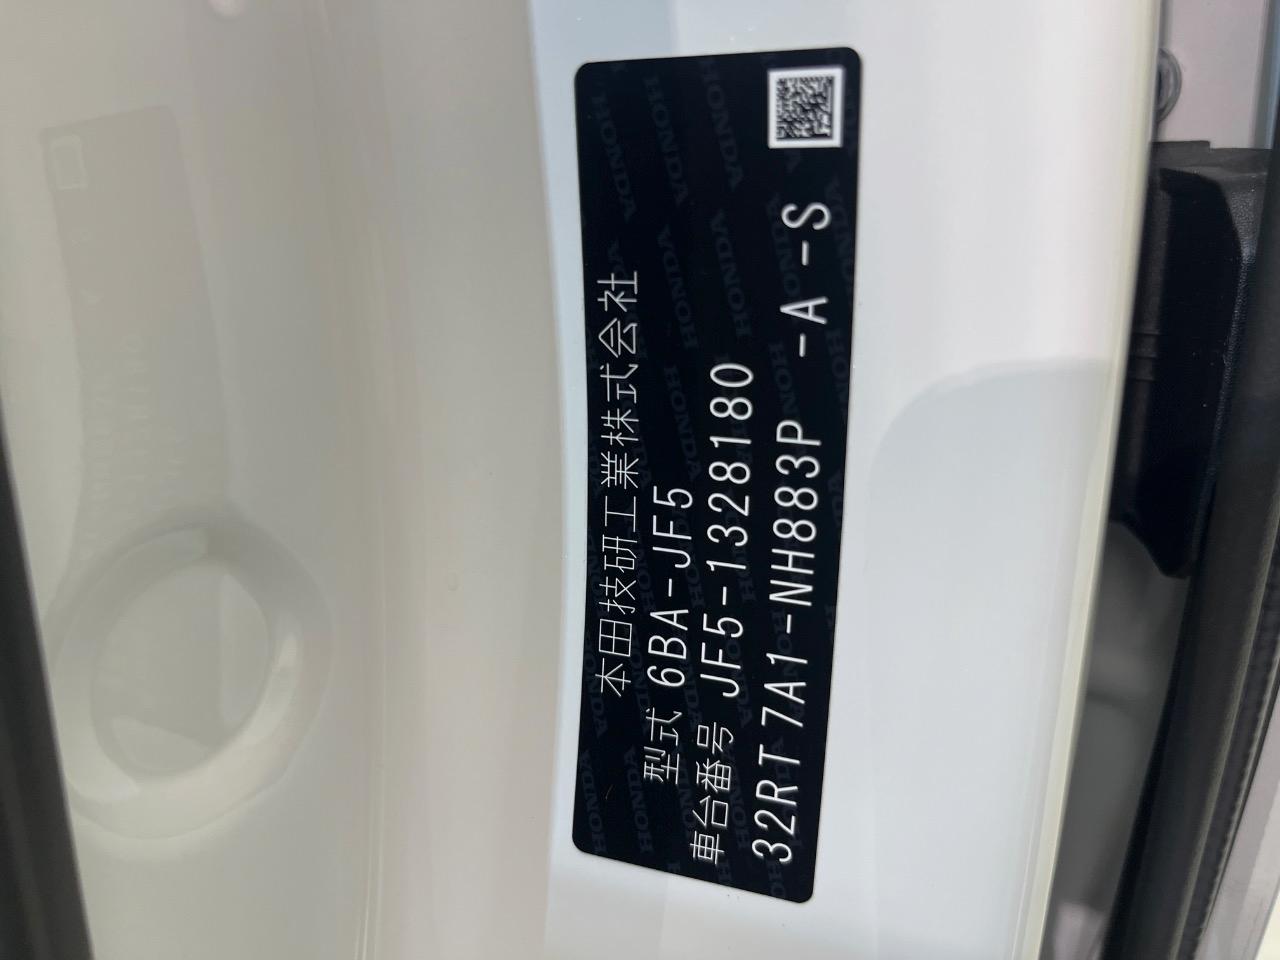 本田技研工業株式会社
型式 6BA-JF5
車台番号 JF5-1328180
32RT7A1-NH883P -A -S